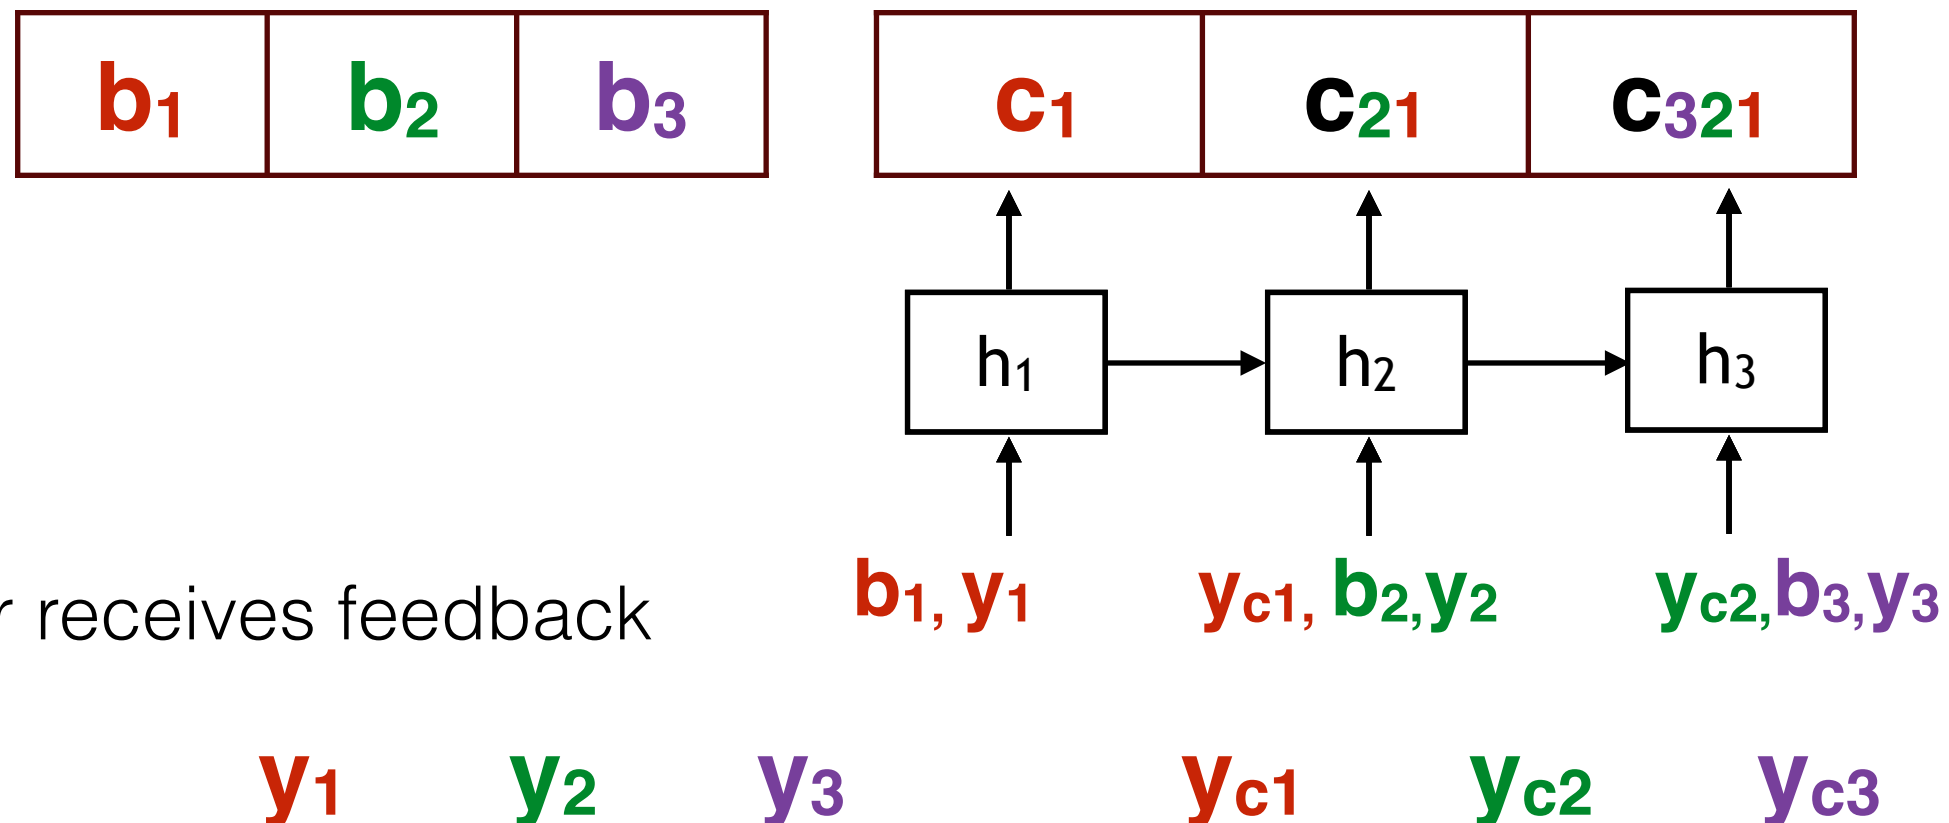 b1 b2 b3 c1 c21 c321
h1 h2 h3
r receives feedback b1, y1 yc1, b2,y2 yc2,b3,y3
y1 y2 y3 yc1 yc2 yc3